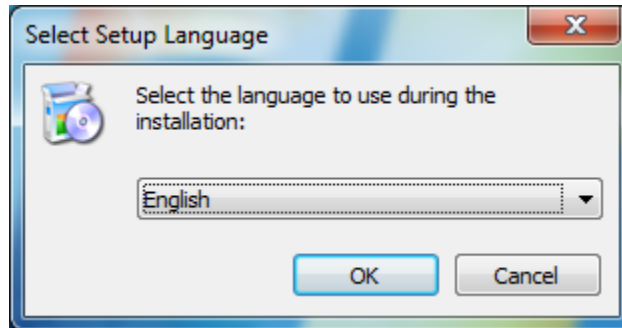 Select Setup Language
Select the language to use during the
installation:
English
OK
Cancel